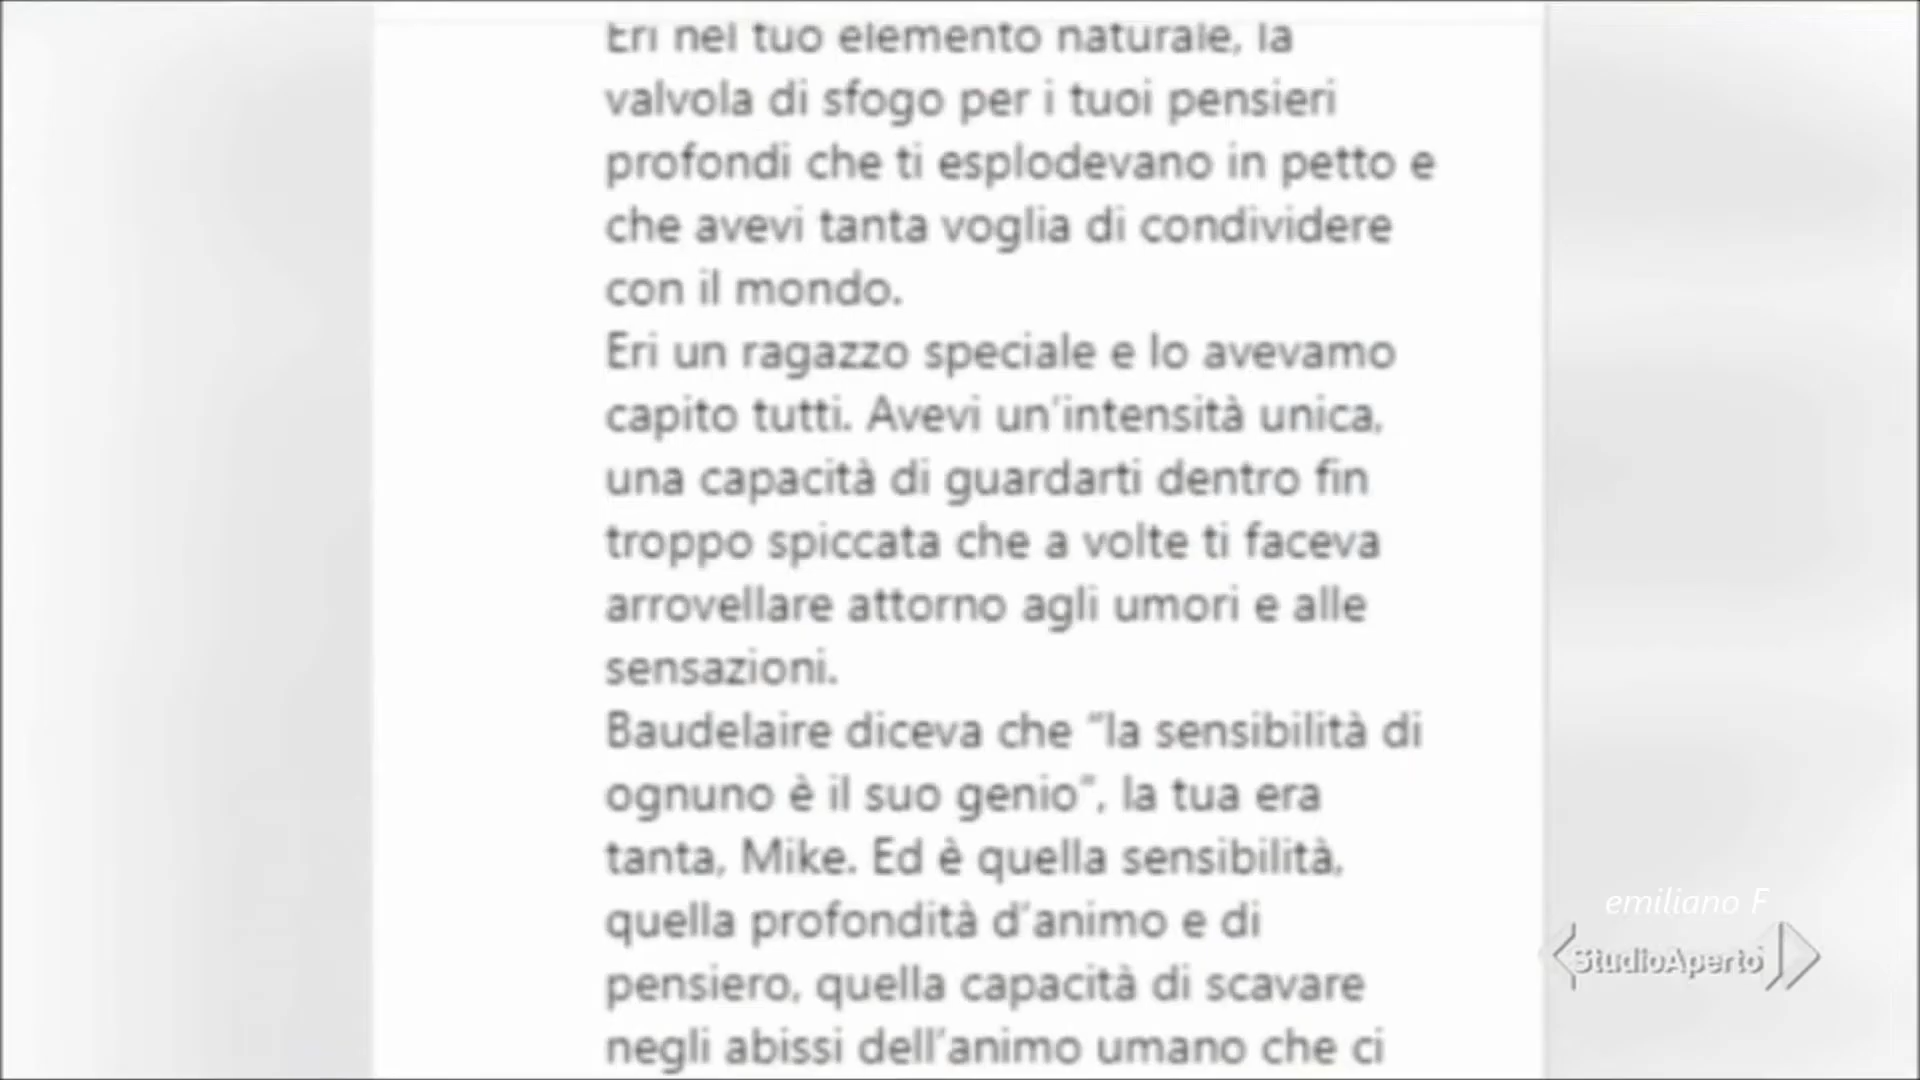 Eri nel tuo elemento naturale, la
valvola di sfogo per i tuoi pensieri
profondi che ti esplodevano in petto e
che avevi tanta voglia di condividere
con il mondo.
Eri un ragazzo speciale e lo avevamo
capito tutti. Avevi un'intensità unica,
una capacità di guardarti dentro fin
troppo spiccata che a volte ti faceva
arrovellare attorno agli umori e alle
sensazioni.
Baudelaire diceva che "la sensibilità di
ognuno è il suo genio", la tua era
tanta, Mike. Ed è quella sensibilità,
quella profondità d'animo e di
pensiero, quella capacità di scavare
negli abissi dell'animo umano che ci
emiliano F
StudioAperto